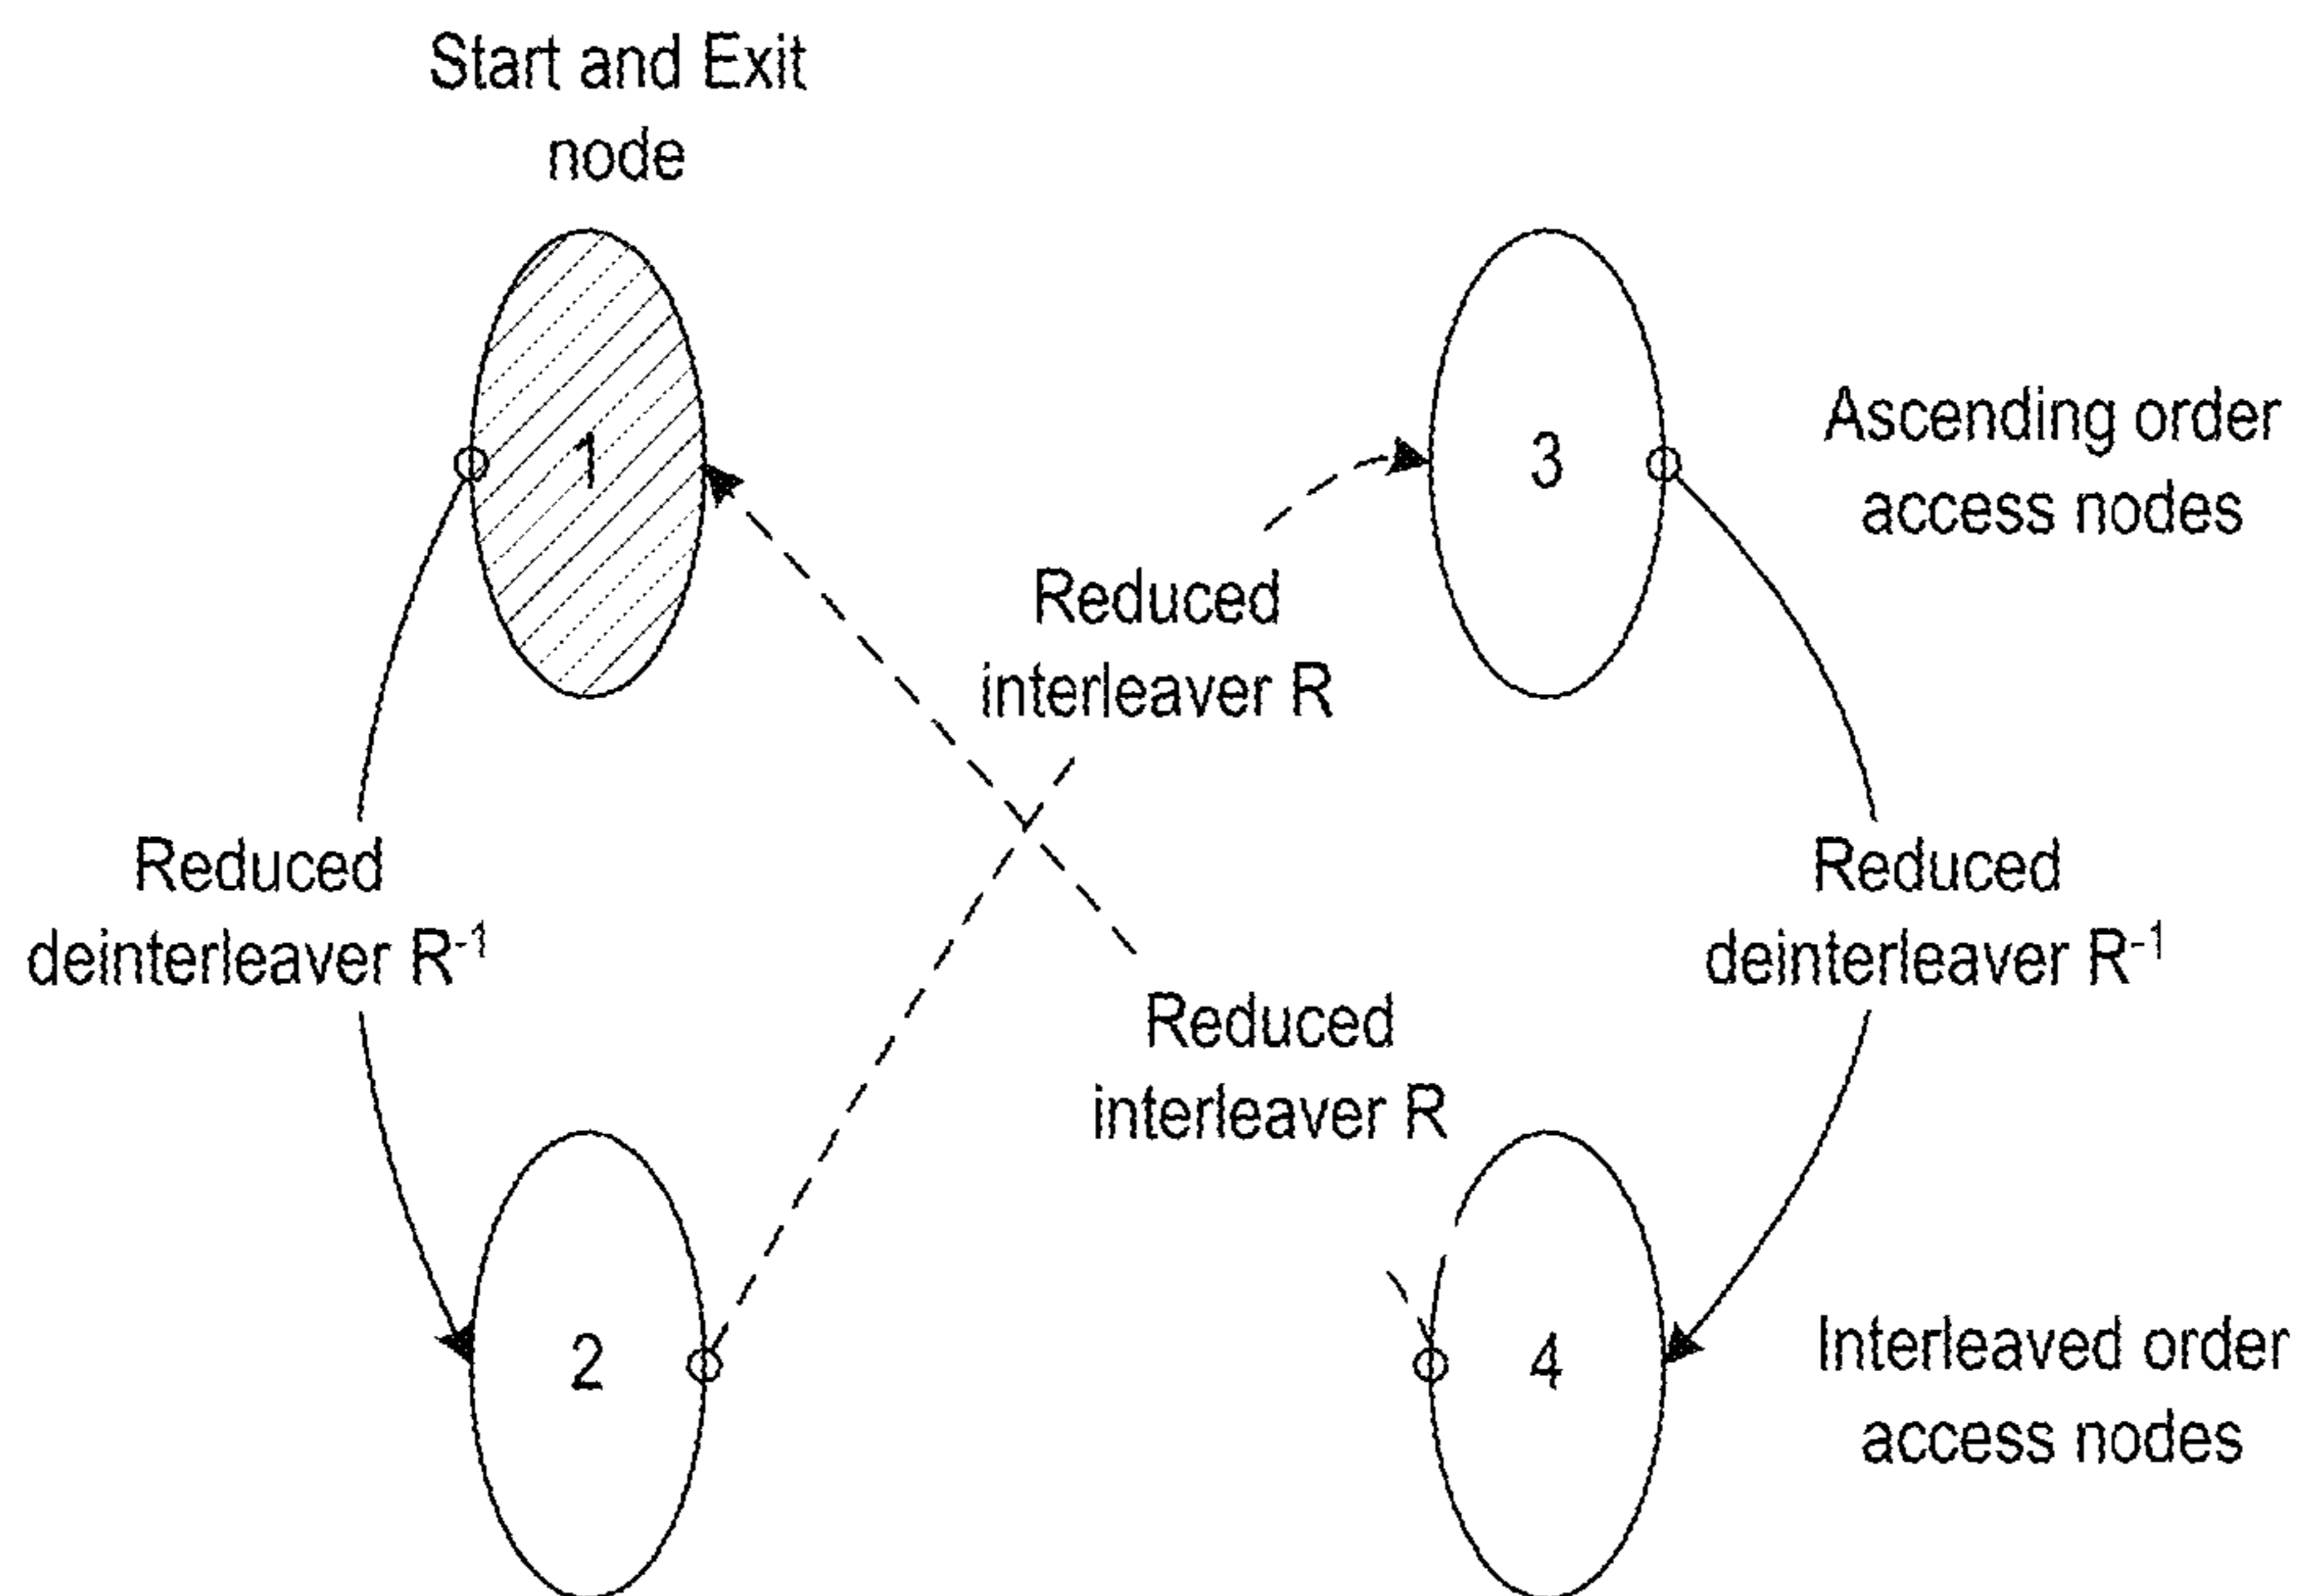 Start and Exit
node
1
3
Ascending order
access nodes
Reduced
interleaver R
Reduced
deinterleaver R⁻¹
Reduced
deinterleaver R⁻¹
Reduced
interleaver R
2
4
Interleaved order
access nodes